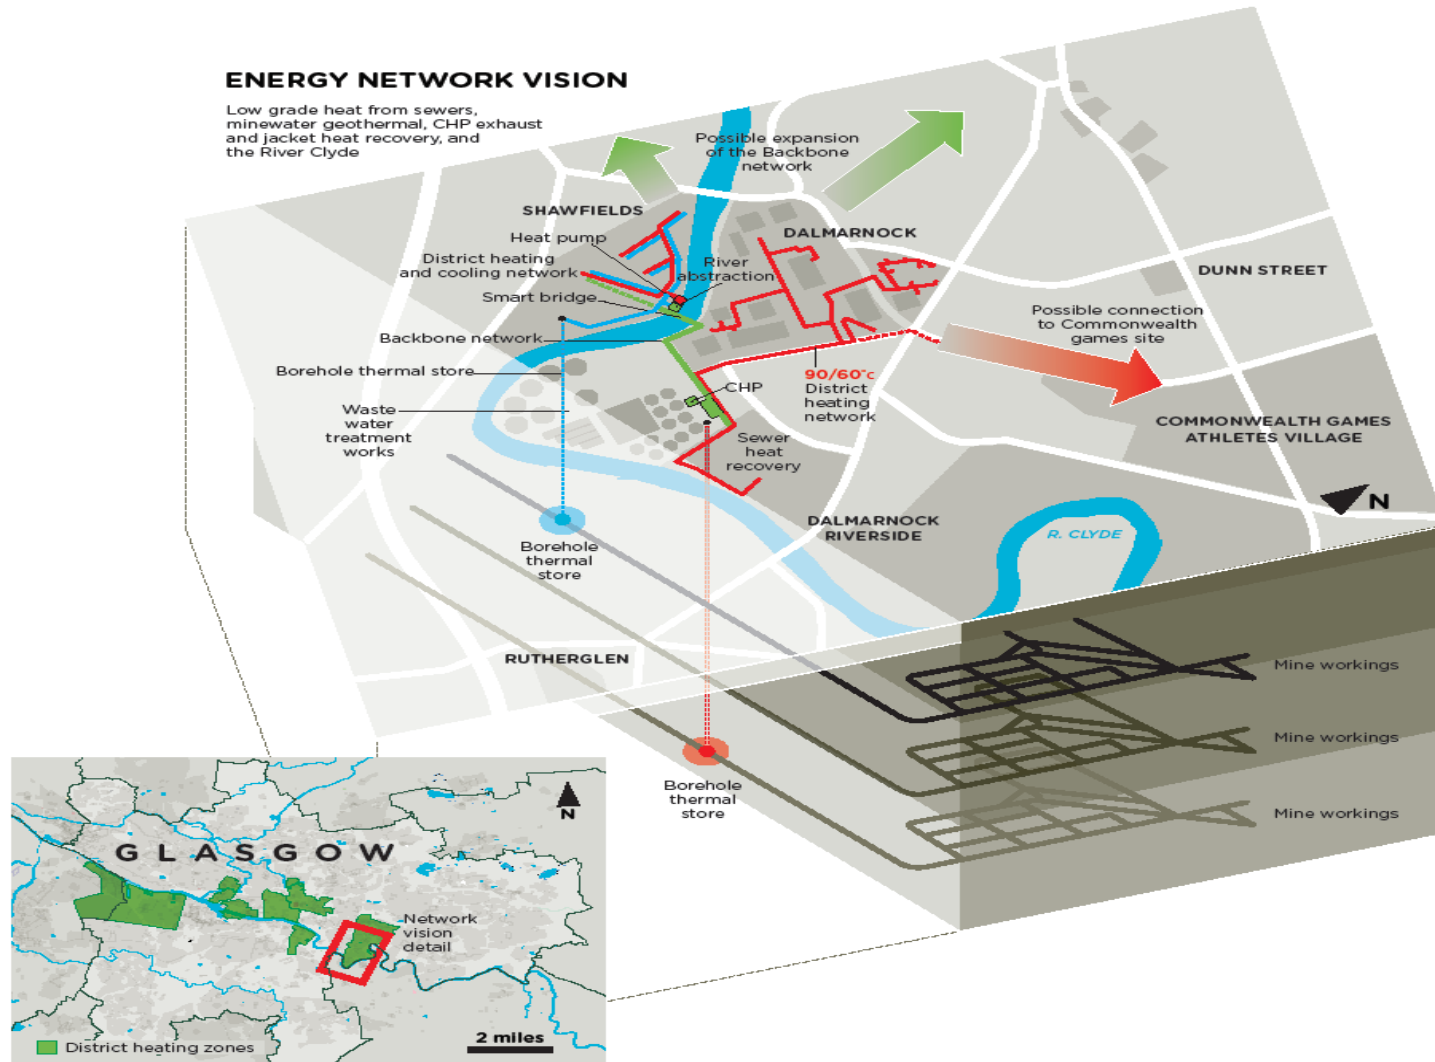 ENERGY NETWORK VISION
Low grade heat from sewers,
minewater geothermal, CHP exhaust
and jacket heat recovery, and
the River Clyde
Possible expansion
of the Backbone
network
SHAWFIELDS
Heat pump
District heating
and cooling network
Smart bridge
River
abstraction
DALMARNOCK
DUNN STREET
Possible connection
to Commonwealth
games site
Backbone network
Borehole thermal store
CHP
90/60°c
District
heating
network
Waste
water
treatment
works
Sewer
heat
recovery
COMMONWEALTH GAMES
ATHLETES VILLAGE
N
DALMARNOCK
RIVERSIDE
R. CLYDE
Borehole
thermal
store
RUTHERGLEN
Mine workings
Mine workings
Mine workings
Borehole
thermal
store
N
GLASGOW
Network
vision
detail
2 miles
District heating zones